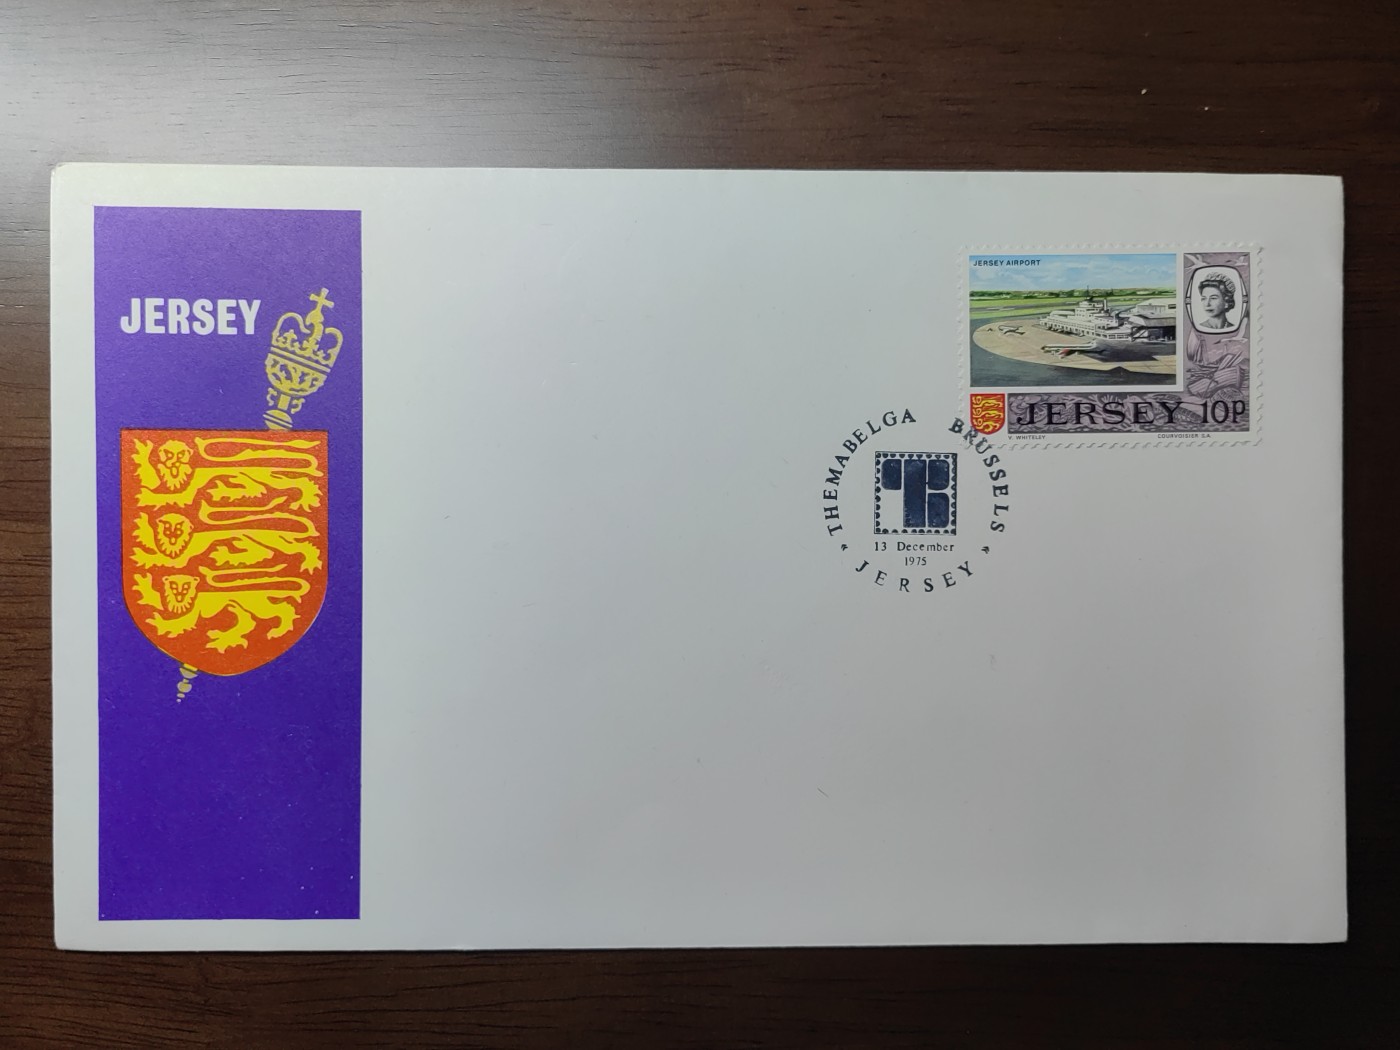 JERSEY
JERSEY AIRPORT
JERSEY 10P
V. WHITELEY COURVOISIER S.A.
THEMABELGA BRUSSELS
13 December
1975
JERSEY